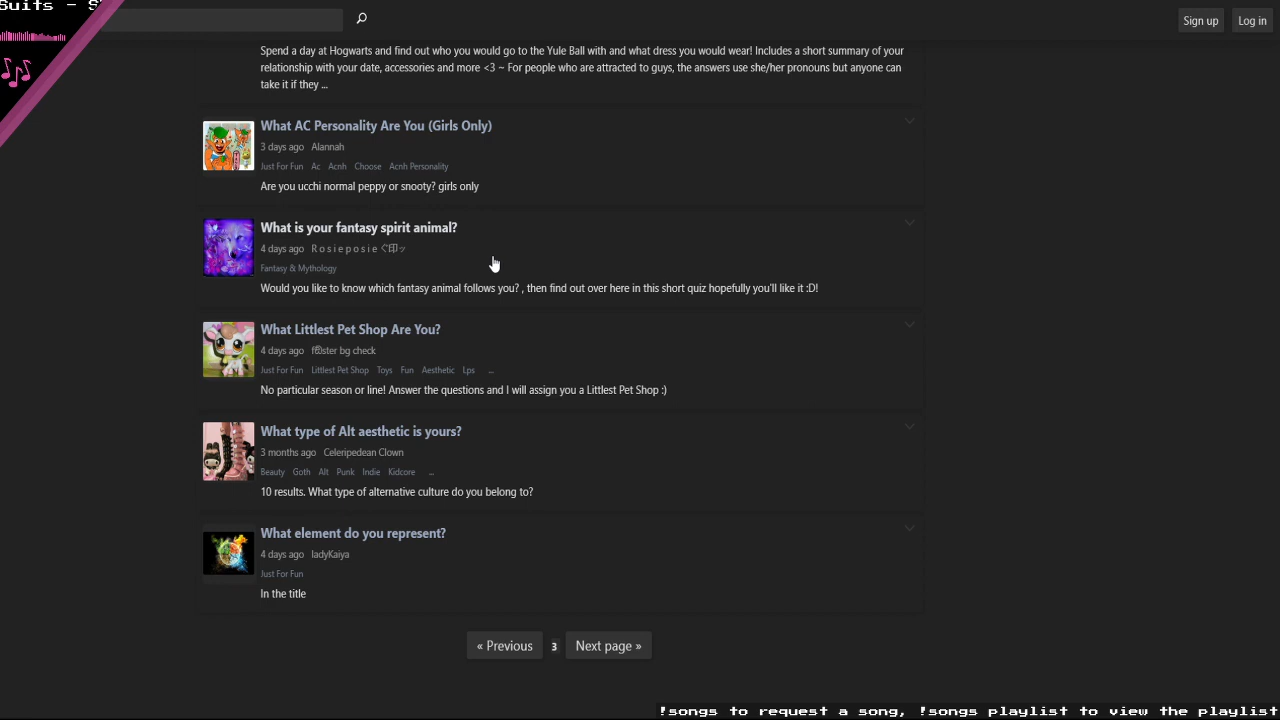 Suits - S
Sign up
Log in
Spend a day at Hogwarts and find out who you would go to the Yule Ball with and what dress you would wear! Includes a short summary of your
relationship with your date, accessories and more <3 ~ For people who are attracted to guys, the answers use she/her pronouns but anyone can
take it if they ...
What AC Personality Are You (Girls Only)
3 days ago Alannah
Just For Fun Ac Acnh Choose Acnh Personality
Are you ucchi normal peppy or snooty? girls only
What is your fantasy spirit animal?
4 days ago R o s i e p o s i e
Fantasy & Mythology
Would you like to know which fantasy animal follows you? , then find out over here in this short quiz hopefully you'll like it :D!
What Littlest Pet Shop Are You?
4 days ago bg check
Just For Fun Littlest Pet Shop Toys Fun Aesthetic Lps ...
No particular season or line! Answer the questions and I will assign you a Littlest Pet Shop :)
What type of Alt aesthetic is yours?
3 months ago Celeripedean Clown
Beauty Goth Alt Punk Indie Kidcore ...
10 results. What type of alternative culture do you belong to?
What element do you represent?
4 days ago ladyKaiya
Just For Fun
In the title
« Previous 3 Next page »
!songs to request a song, !songs playlist to view the playlist